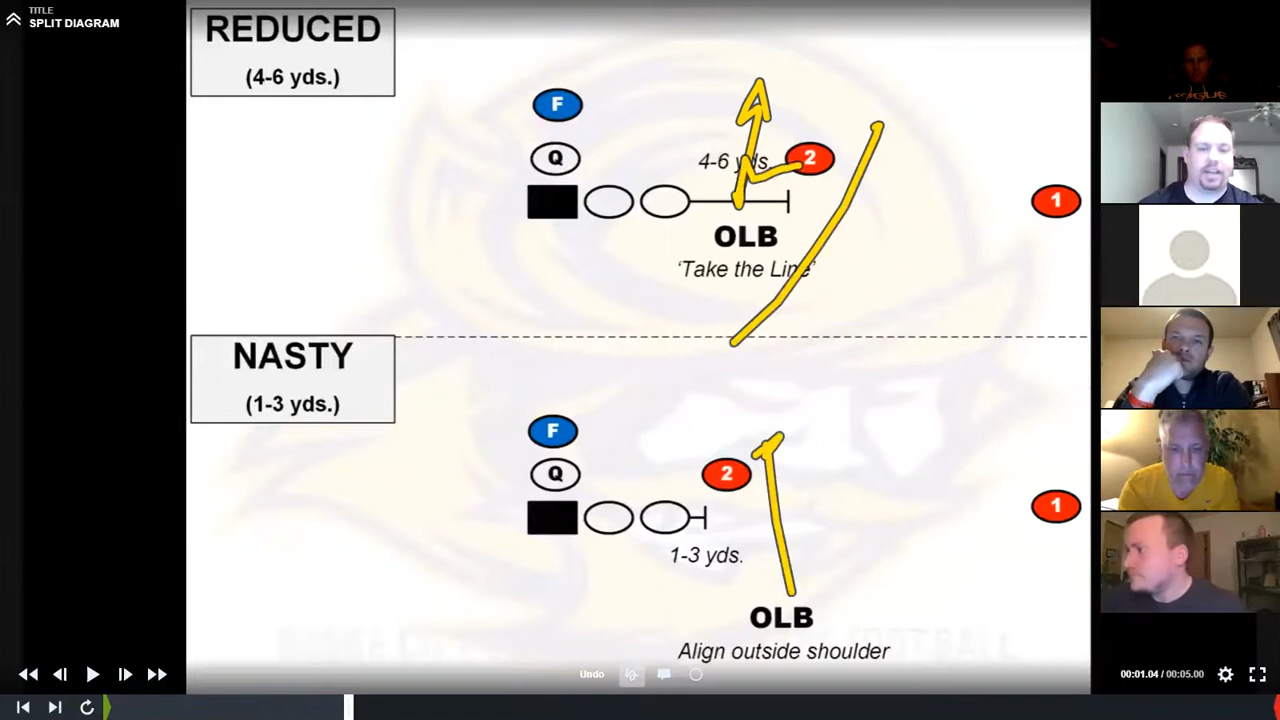 TITLE
SPLIT DIAGRAM
REDUCED
(4-6 yds.)
F
Q
4-6 yds.
2
1
OLB
‘Take the Line’
NASTY
(1-3 yds.)
F
Q
2
1
1-3 yds.
OLB
Align outside shoulder
FOOTBALL
Undo
00:01.04 / 00:05.00